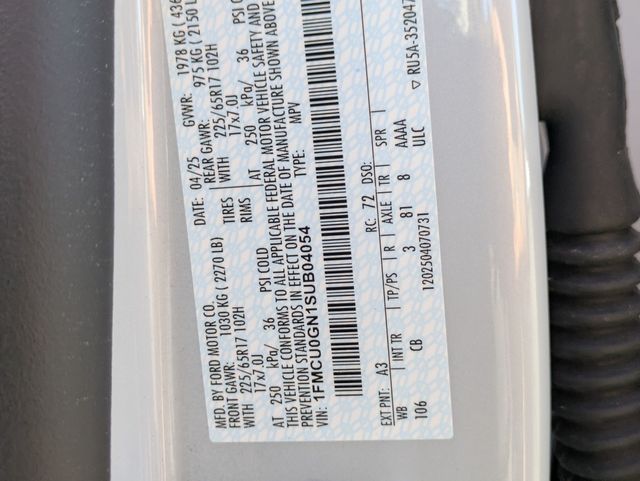 MFD. BY FORD MOTOR CO.
DATE: 04/25 GVWR: 1978 KG ( 436
FRONT GAWR: 1030 KG ( 2270 LB)
REAR GAWR: 975 KG ( 2150 L
WITH 225/65R17 102H TIRES WITH 225/65R17 102H
17x7.0J RIMS 17x7.0J
AT 250 kPa/ 36 PSI COLD AT 250 kPa/ 36 PSI CO
THIS VEHICLE CONFORMS TO ALL APPLICABLE FEDERAL MOTOR VEHICLE SAFETY AND
PREVENTION STANDARDS IN EFFECT ON THE DATE OF MANUFACTURE SHOWN ABOVE
VIN: 1FMCU0GN1SUB04054 TYPE: MPV
EXT PNT: A3 RC: 72 DSO:
WB INT TR TP/PS R AXLE TR SPR
106 CB 3 81 8 AAAA
1202504070731 ULC
▽ RU5A-35204